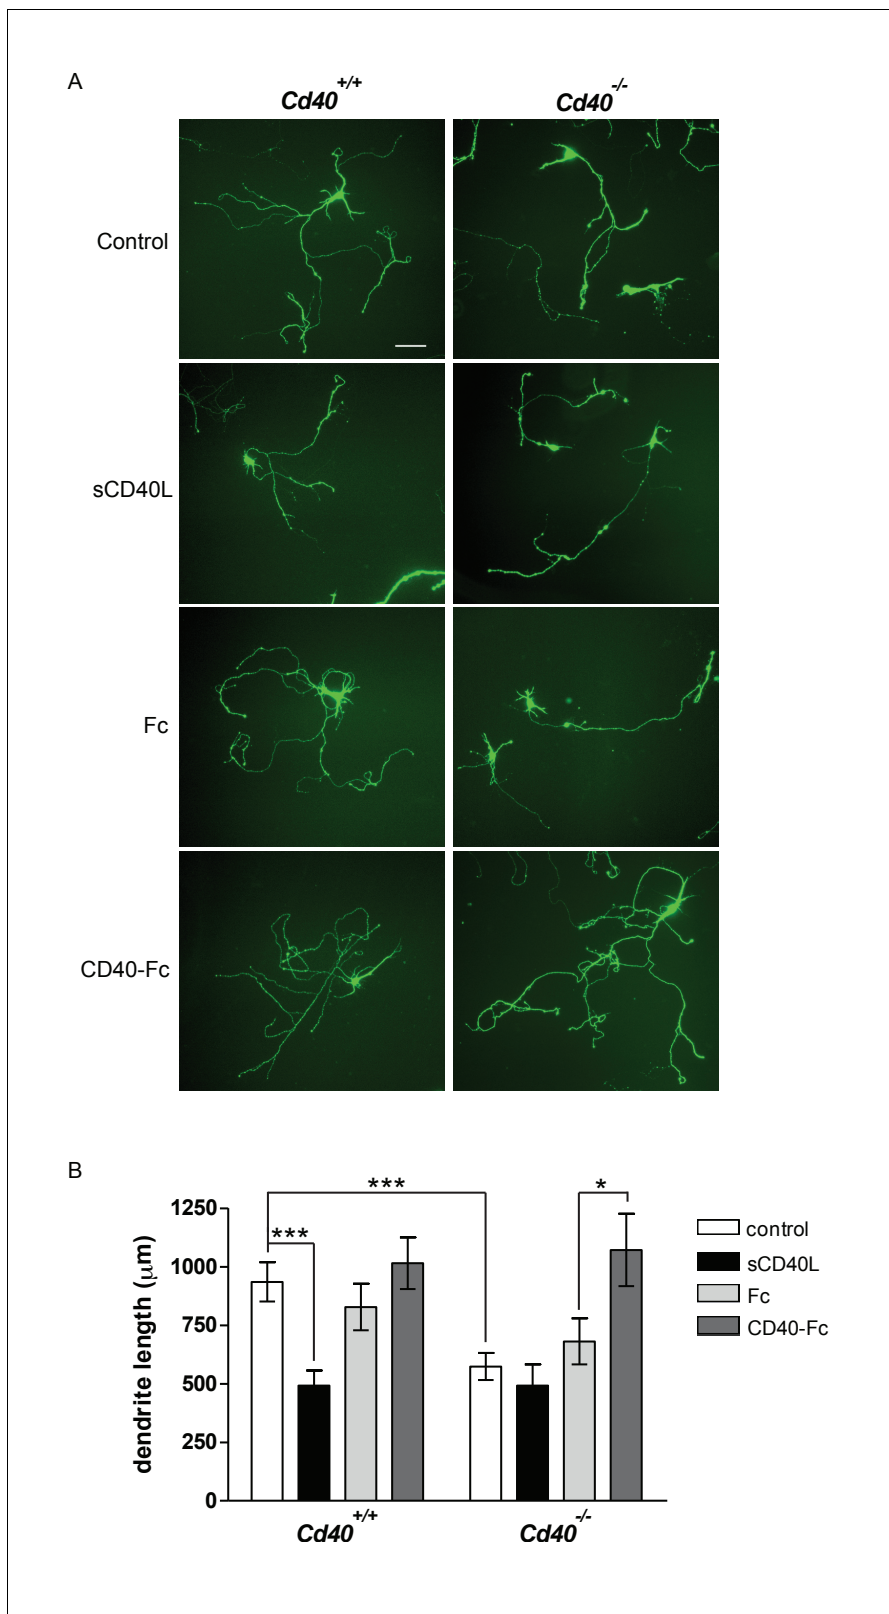 A
Cd40+/+
Cd40-/-
Control
sCD40L
Fc
CD40-Fc
B
***
*
***
1250
1000
750
500
250
0
dendrite length (μm)
control
sCD40L
Fc
CD40-Fc
Cd40+/+
Cd40-/-